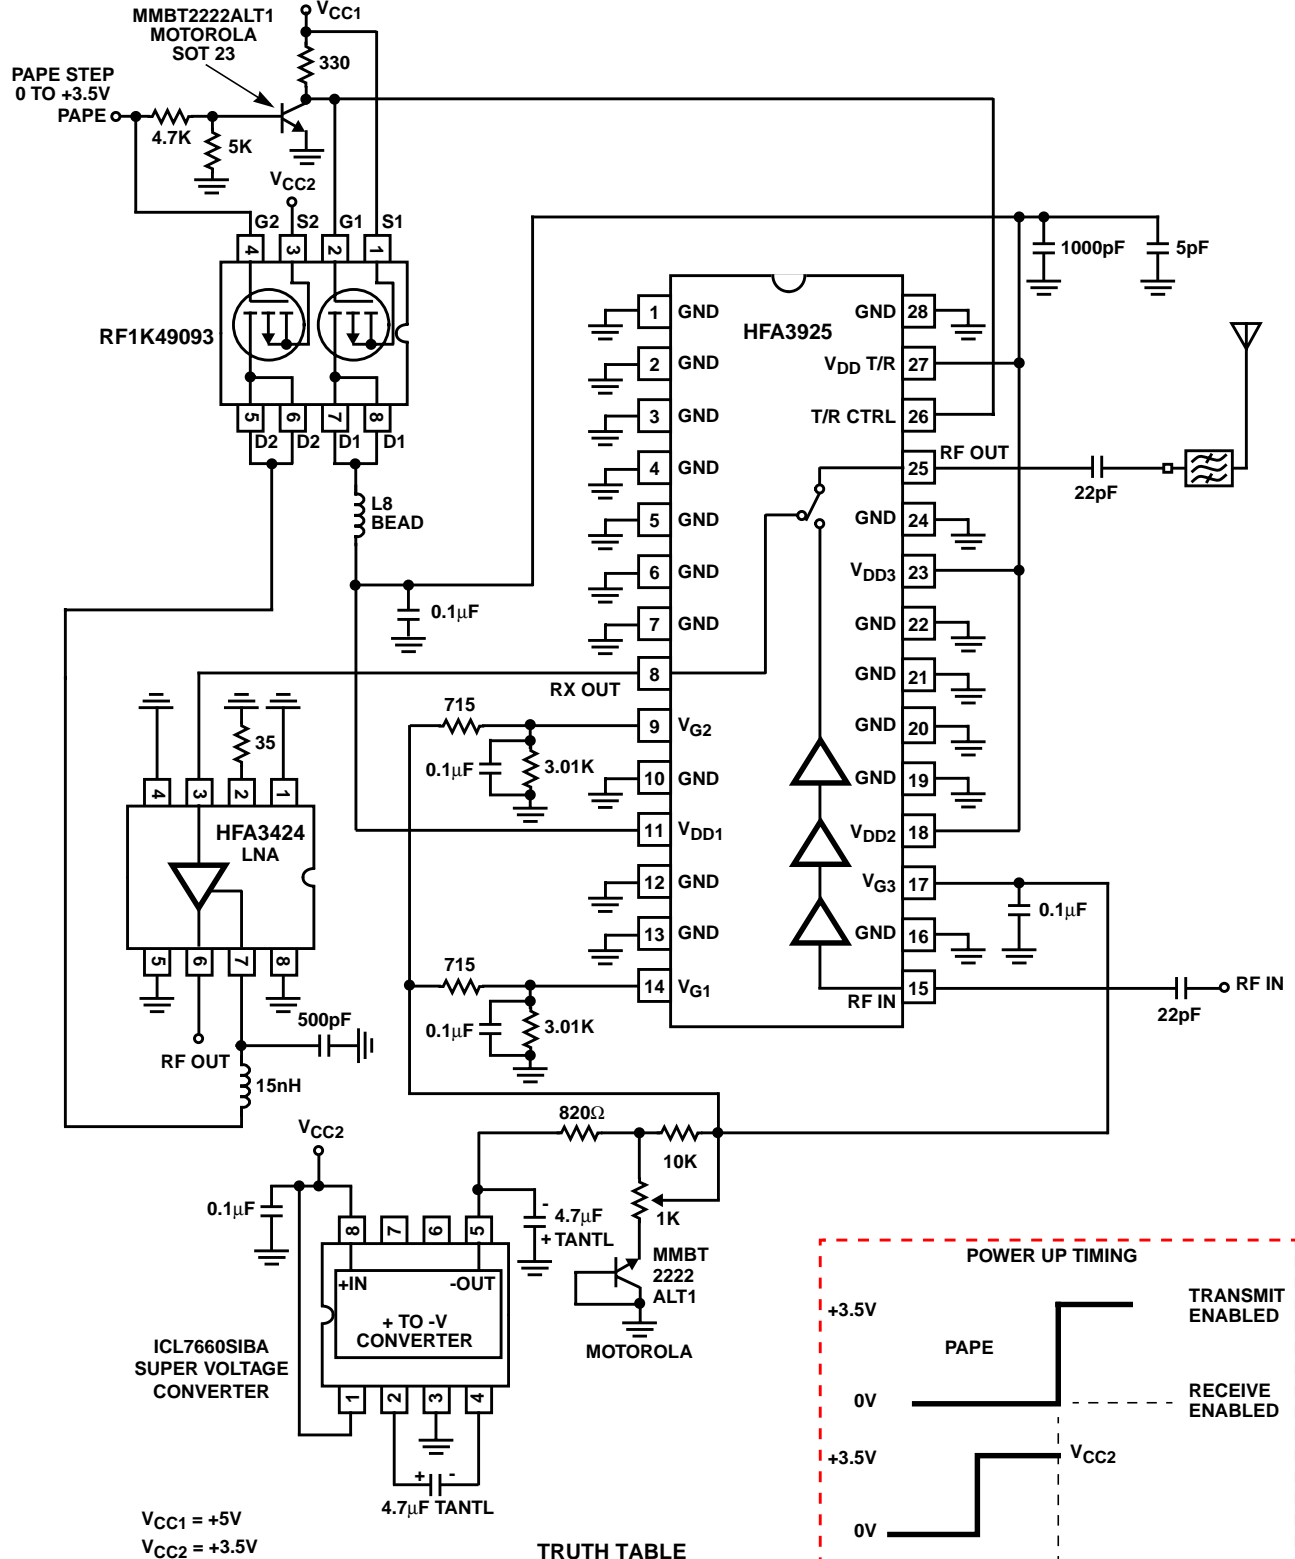 MMBT2222ALT1
MOTOROLA
SOT 23
VCC1
330
PAPE STEP
0 TO +3.5V
PAPE
4.7K
5K
VCC2
G2 S2 G1 S1
4 3 2 1
RF1K49093
5 6 7 8
D2 D2 D1 D1
L8
BEAD
0.1μF
1000pF
5pF
HFA3925
1 GND
2 GND
3 GND
4 GND
5 GND
6 GND
7 GND
8
RX OUT
9 VG2
10 GND
11 VDD1
12 GND
13 GND
14 VG1
GND 28
VDD T/R 27
T/R CTRL 26
25 RF OUT
GND 24
VDD3 23
GND 22
GND 21
GND 20
GND 19
VDD2 18
VG3 17
GND 16
RF IN 15
22pF
0.1μF
22pF
RF IN
715
0.1μF
3.01K
715
0.1μF
3.01K
35
4 3 2 1
HFA3424
LNA
5 6 7 8
RF OUT
500pF
15nH
820Ω
10K
1K
VCC2
0.1μF
8 7 6 5
4.7μF
TANTL
-
+
+IN
-OUT
+ TO -V
CONVERTER
ICL7660SIBA
SUPER VOLTAGE
CONVERTER
1 2 3 4
+ -
4.7μF TANTL
MMBT
2222
ALT1
MOTOROLA
POWER UP TIMING
+3.5V
TRANSMIT
ENABLED
PAPE
0V
RECEIVE
ENABLED
+3.5V
VCC2
0V
VCC1 = +5V
VCC2 = +3.5V
TRUTH TABLE